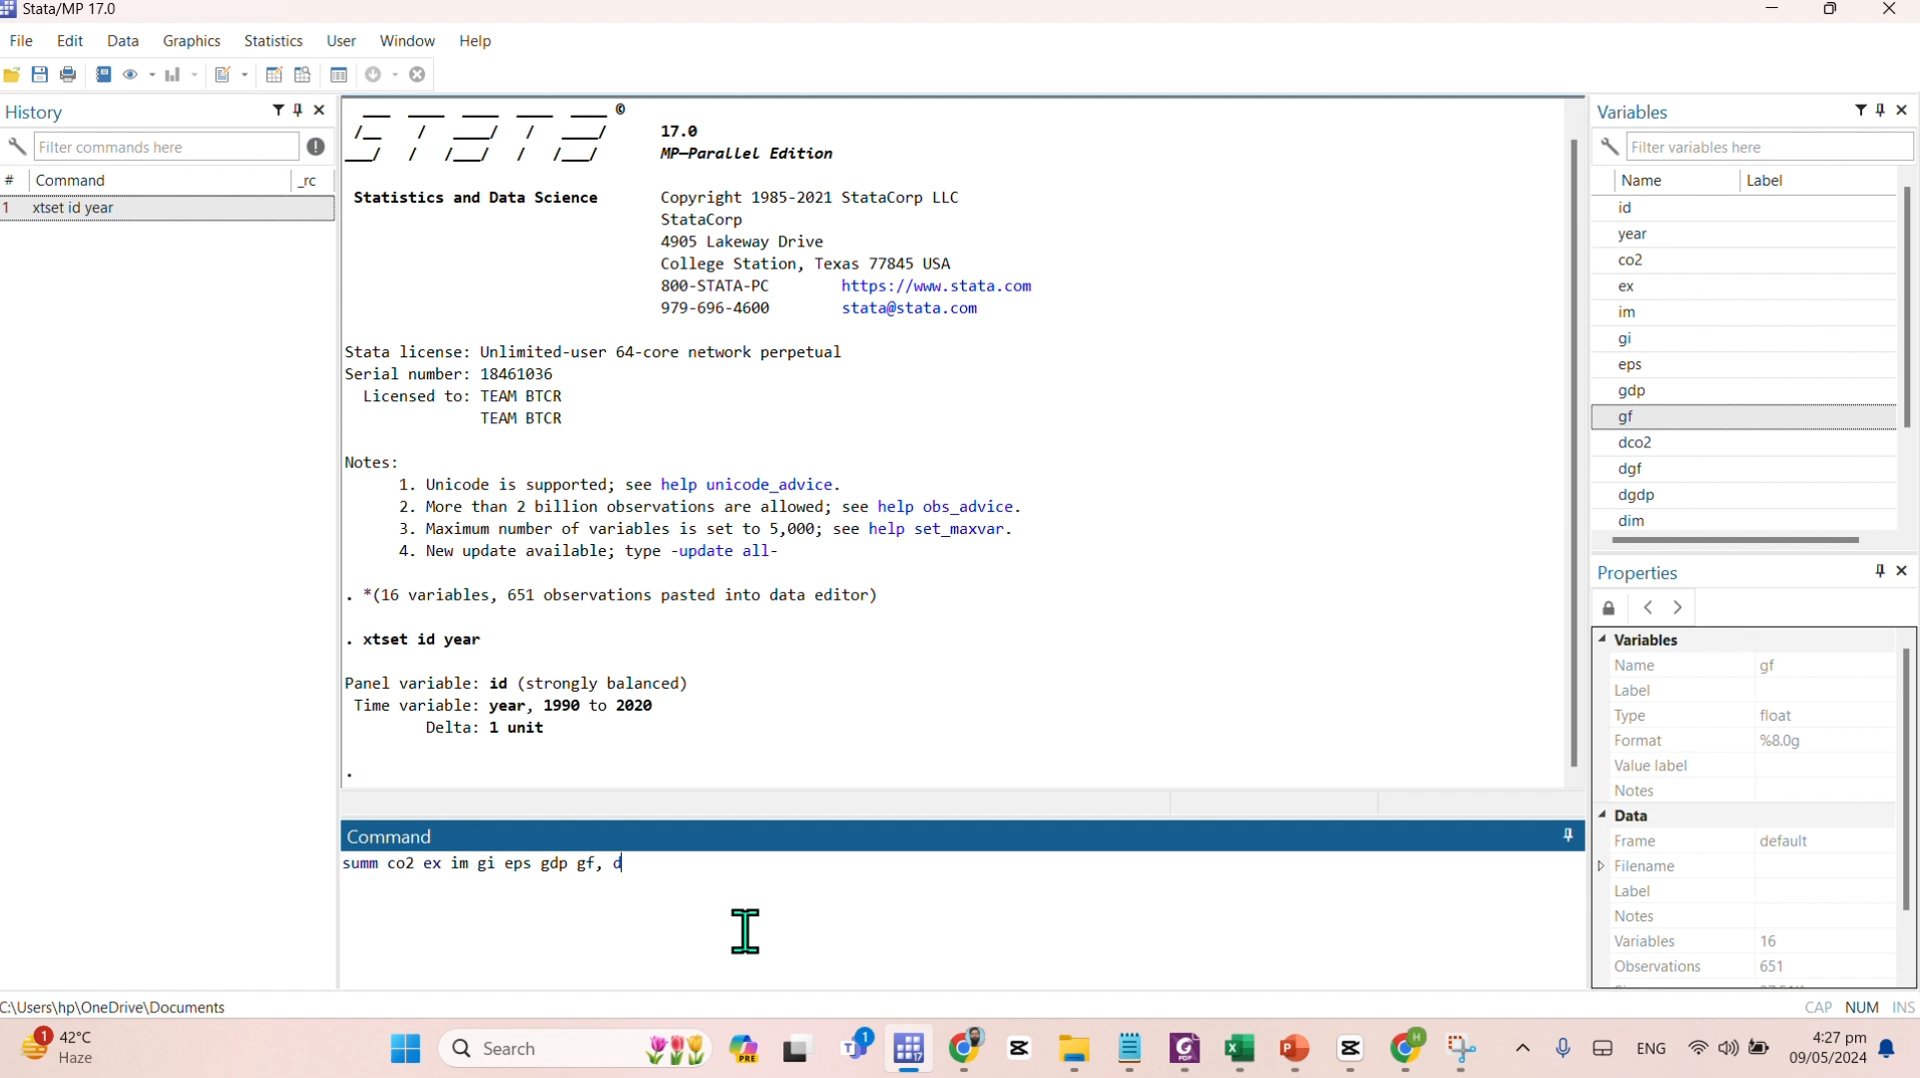 Stata/MP 17.0
File Edit Data Graphics Statistics User Window Help
History
Filter commands here
# Command _rc
1 xtset id year
©
17.0
MP—Parallel Edition
Statistics and Data Science
Copyright 1985-2021 StataCorp LLC
StataCorp
4905 Lakeway Drive
College Station, Texas 77845 USA
800-STATA-PC https://www.stata.com
979-696-4600 stata@stata.com
Stata license: Unlimited-user 64-core network perpetual
Serial number: 18461036
Licensed to: TEAM BTCR
TEAM BTCR
Notes:
1. Unicode is supported; see help unicode_advice.
2. More than 2 billion observations are allowed; see help obs_advice.
3. Maximum number of variables is set to 5,000; see help set_maxvar.
4. New update available; type -update all-
. *(16 variables, 651 observations pasted into data editor)
. xtset id year
Panel variable: id (strongly balanced)
Time variable: year, 1990 to 2020
Delta: 1 unit
.
Command
summ co2 ex im gi eps gdp gf, d
Variables
Filter variables here
Name Label
id
year
co2
ex
im
gi
eps
gdp
gf
dco2
dgf
dgdp
dim
Properties
Variables
Name gf
Label
Type float
Format %8.0g
Value label
Notes
Data
Frame default
Filename
Label
Notes
Variables 16
Observations 651
C:\Users\hp\OneDrive\Documents
CAP NUM INS
1
42°C
Haze
Search
PRE
1
17
ENG
4:27 pm
09/05/2024